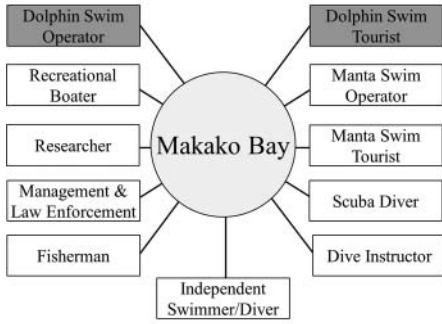 Dolphin Swim
Operator
Dolphin Swim
Tourist
Recreational
Boater
Manta Swim
Operator
Makako Bay
Researcher
Manta Swim
Tourist
Management &
Law Enforcement
Scuba Diver
Fisherman
Dive Instructor
Independent
Swimmer/Diver